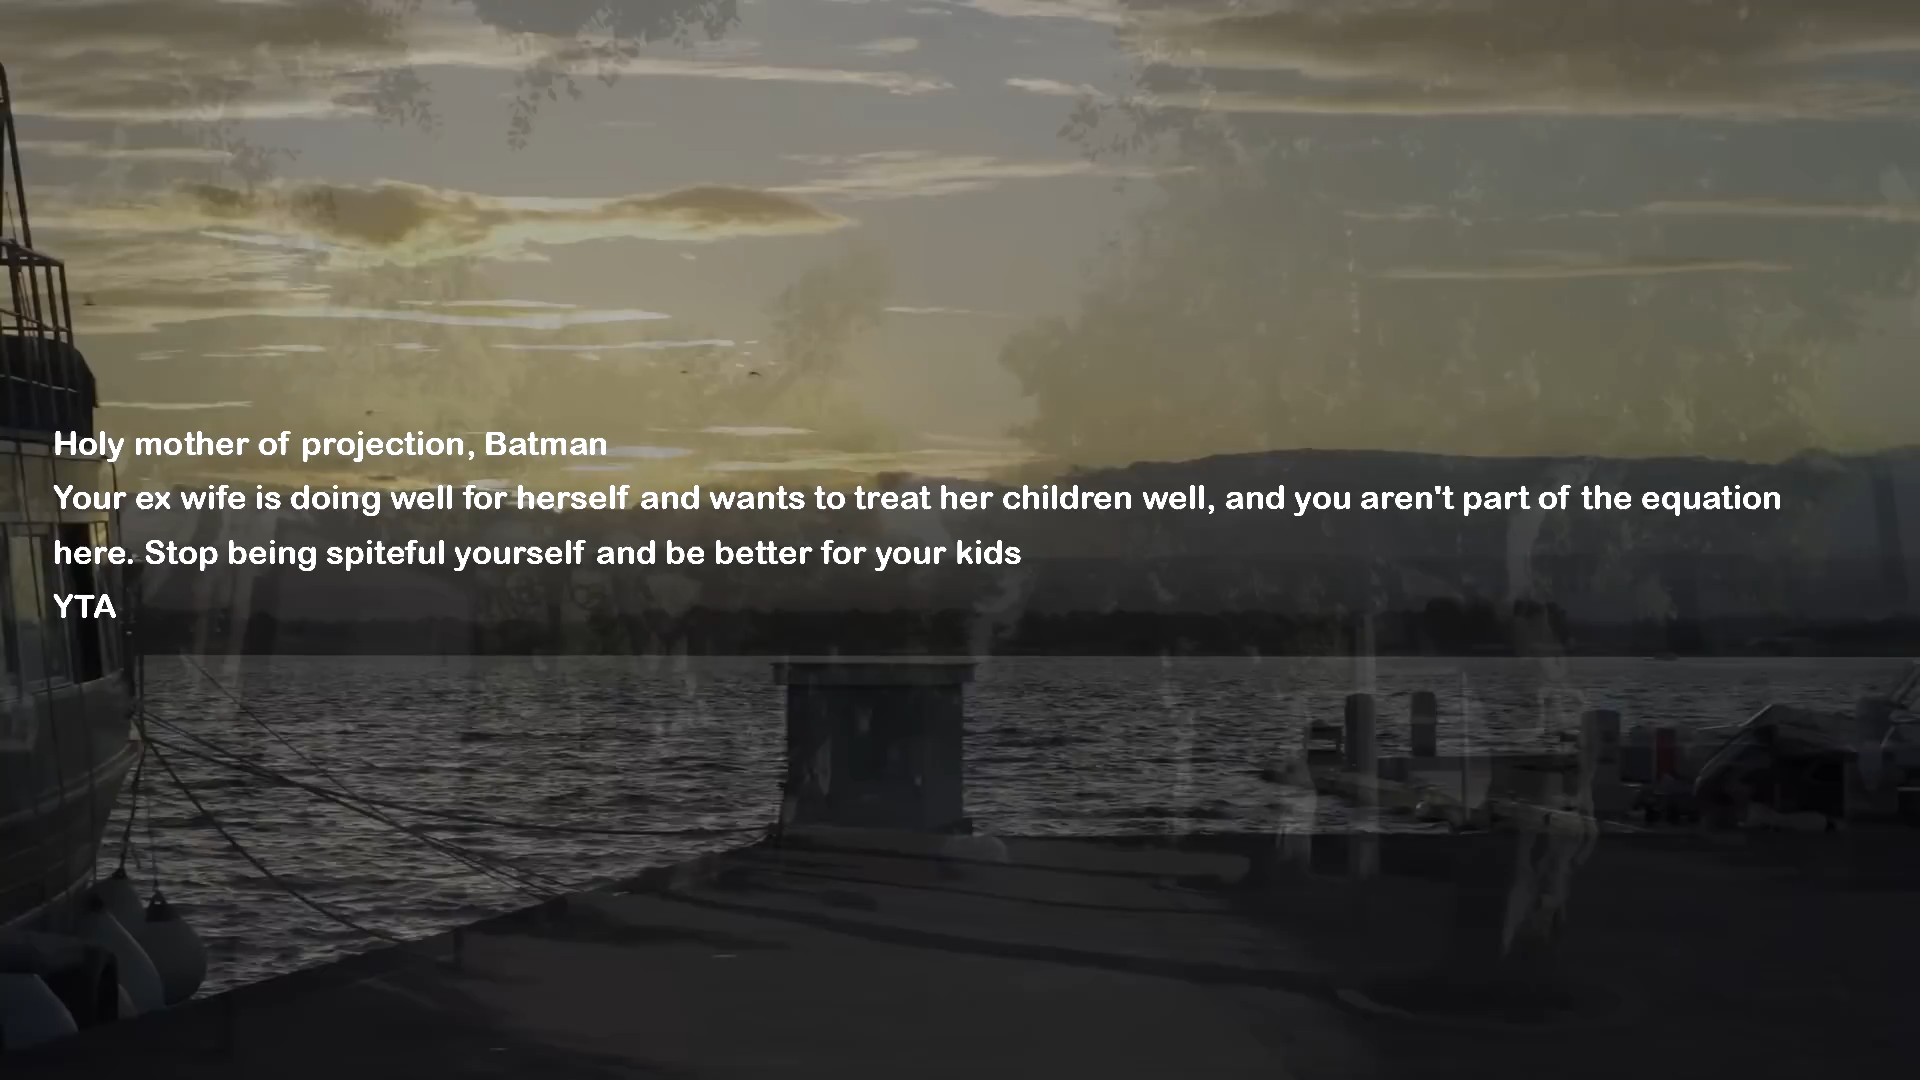 Holy mother of projection, Batman
Your ex wife is doing well for herself and wants to treat her children well, and you aren't part of the equation
here. Stop being spiteful yourself and be better for your kids
YTA